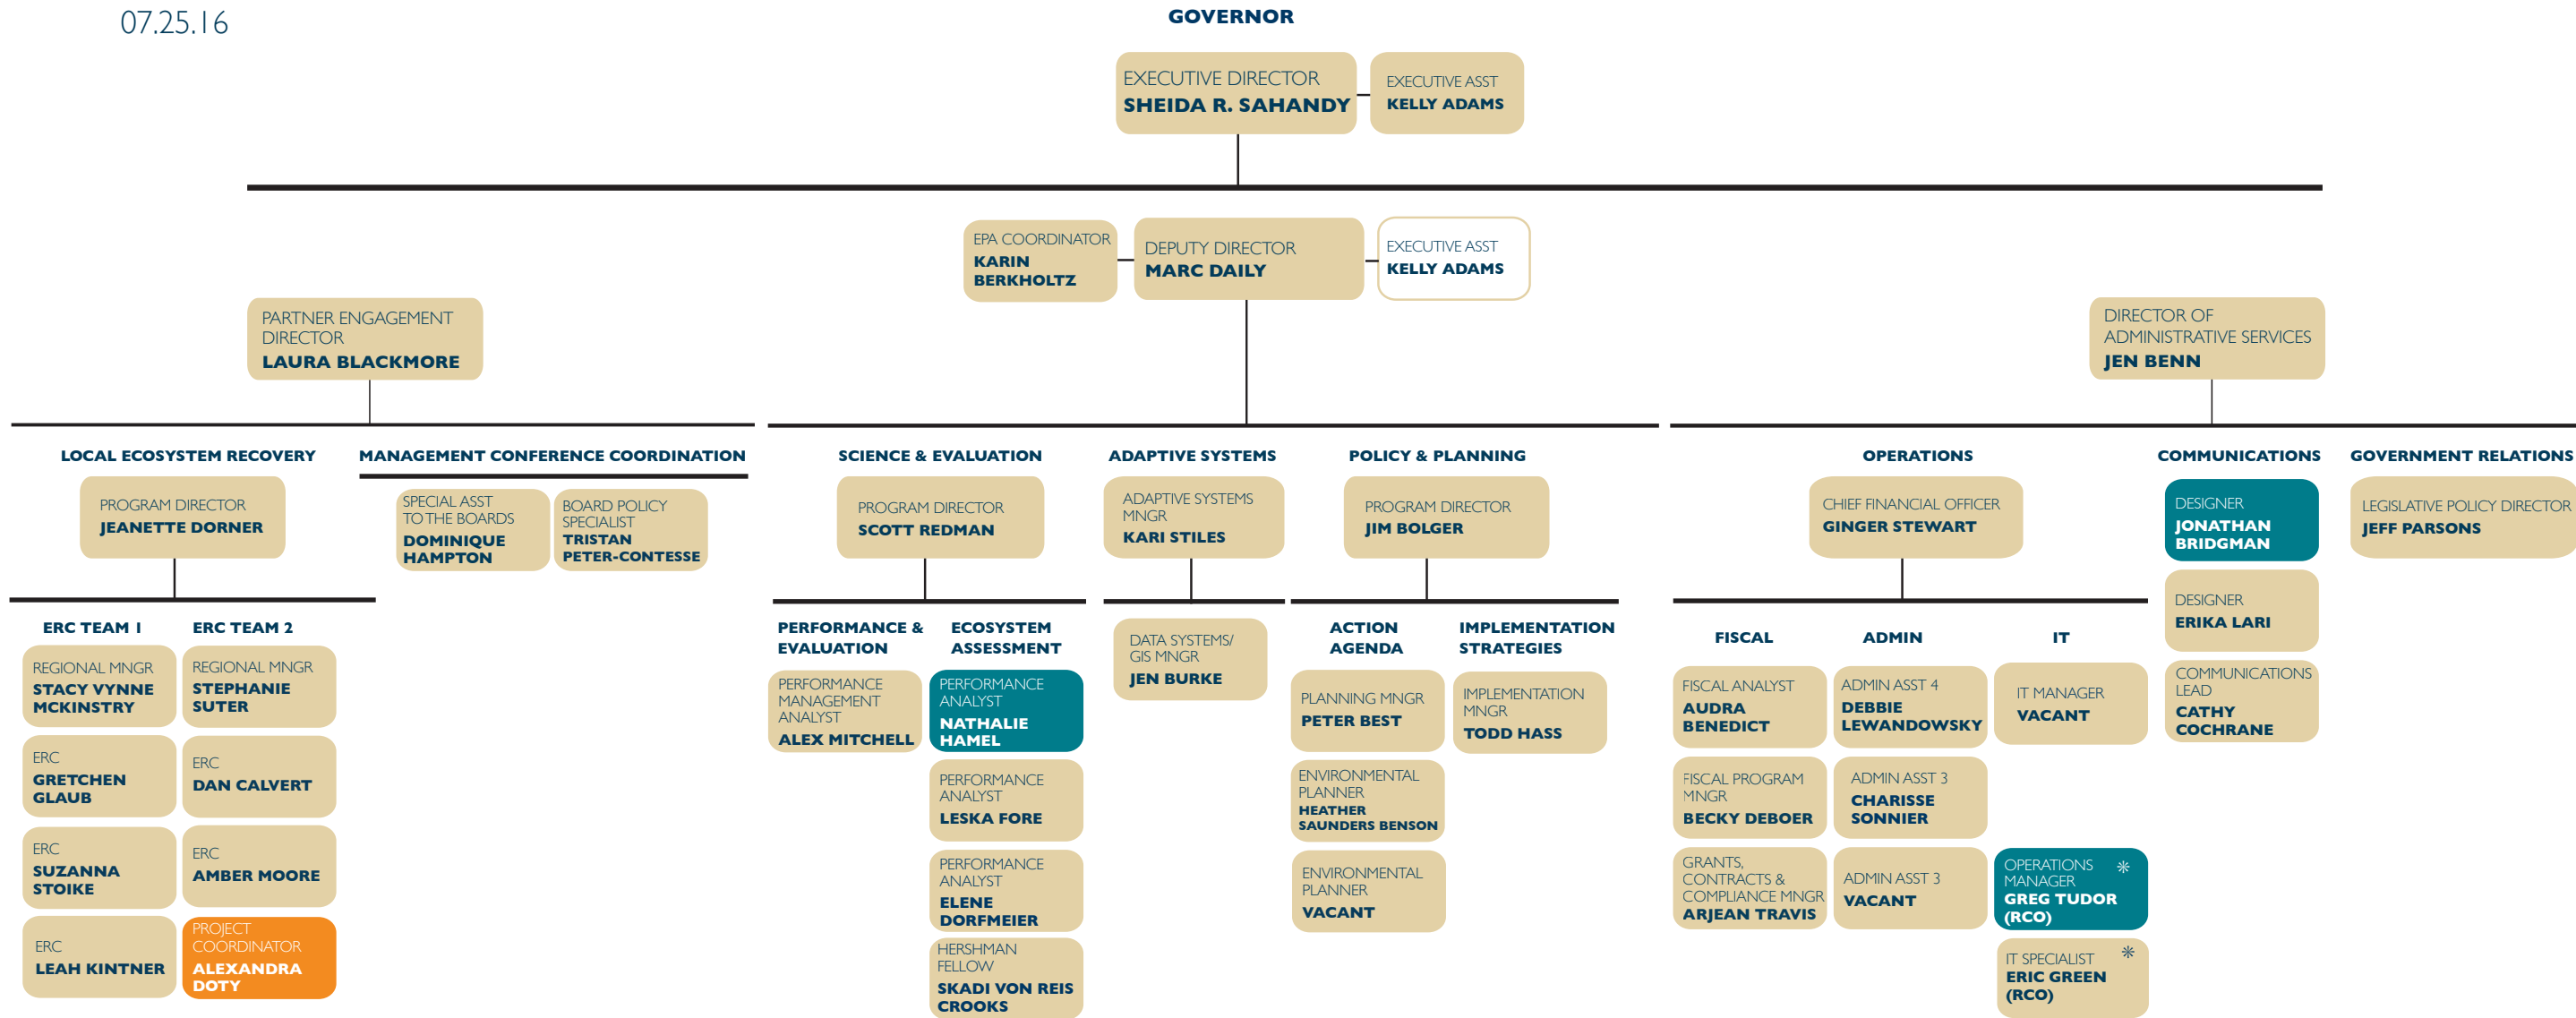 07.25.16
GOVERNOR
EXECUTIVE DIRECTOR
SHEIDA R. SAHANDY
EXECUTIVE ASST
KELLY ADAMS
EPA COORDINATOR
KARIN
BERKHOLTZ
DEPUTY DIRECTOR
MARC DAILY
EXECUTIVE ASST
KELLY ADAMS
PARTNER ENGAGEMENT
DIRECTOR
LAURA BLACKMORE
DIRECTOR OF
ADMINISTRATIVE SERVICES
JEN BENN
LOCAL ECOSYSTEM RECOVERY
PROGRAM DIRECTOR
JEANETTE DORNER
MANAGEMENT CONFERENCE COORDINATION
SPECIAL ASST
TO THE BOARDS
DOMINIQUE
HAMPTON
BOARD POLICY
SPECIALIST
TRISTAN
PETER-CONTESSE
SCIENCE & EVALUATION
PROGRAM DIRECTOR
SCOTT REDMAN
ADAPTIVE SYSTEMS
ADAPTIVE SYSTEMS
MNGR
KARI STILES
POLICY & PLANNING
PROGRAM DIRECTOR
JIM BOLGER
OPERATIONS
CHIEF FINANCIAL OFFICER
GINGER STEWART
COMMUNICATIONS
DESIGNER
JONATHAN
BRIDGMAN
DESIGNER
ERIKA LARI
COMMUNICATIONS
LEAD
CATHY
COCHRANE
GOVERNMENT RELATIONS
LEGISLATIVE POLICY DIRECTOR
JEFF PARSONS
ERC TEAM 1
REGIONAL MNGR
STACY VYNNE
MCKINSTRY
ERC
GRETCHEN
GLAUB
ERC
SUZANNA
STOIKE
ERC
LEAH KINTNER
ERC TEAM 2
REGIONAL MNGR
STEPHANIE
SUTER
ERC
DAN CALVERT
ERC
AMBER MOORE
PROJECT
COORDINATOR
ALEXANDRA
DOTY
PERFORMANCE &
EVALUATION
PERFORMANCE
MANAGEMENT
ANALYST
ALEX MITCHELL
ECOSYSTEM
ASSESSMENT
PERFORMANCE
ANALYST
NATHALIE
HAMEL
PERFORMANCE
ANALYST
LESKA FORE
PERFORMANCE
ANALYST
ELENE
DORFMEIER
HERSHMAN
FELLOW
SKADI VON REIS
CROOKS
DATA SYSTEMS/
GIS MNGR
JEN BURKE
ACTION
AGENDA
PLANNING MNGR
PETER BEST
ENVIRONMENTAL
PLANNER
HEATHER
SAUNDERS BENSON
ENVIRONMENTAL
PLANNER
VACANT
IMPLEMENTATION
STRATEGIES
IMPLEMENTATION
MNGR
TODD HASS
FISCAL
FISCAL ANALYST
AUDRA
BENEDICT
FISCAL PROGRAM
MNGR
BECKY DEBOER
GRANTS,
CONTRACTS &
COMPLIANCE MNGR
ARJEAN TRAVIS
ADMIN
ADMIN ASST 4
DEBBIE
LEWANDOWSKY
ADMIN ASST 3
CHARISSE
SONNIER
ADMIN ASST 3
VACANT
IT
IT MANAGER
VACANT
OPERATIONS *
MANAGER
GREG TUDOR
(RCO)
IT SPECIALIST *
ERIC GREEN
(RCO)